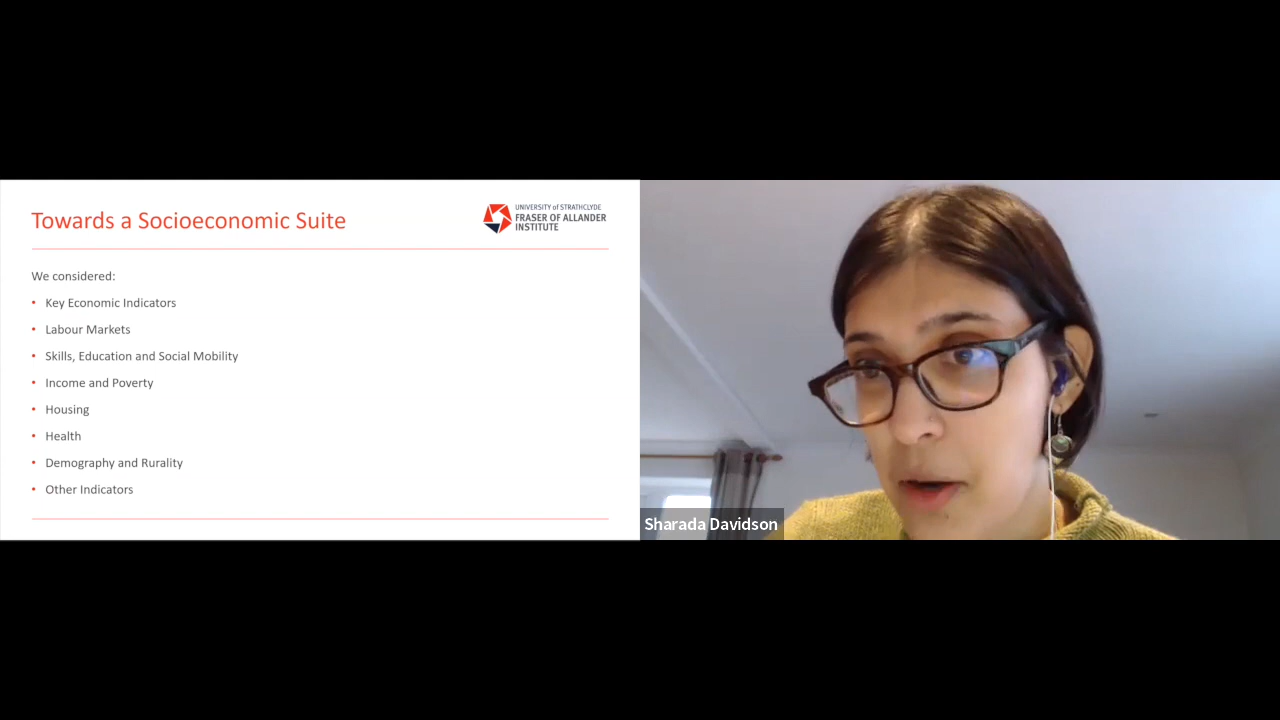 Towards a Socioeconomic Suite
UNIVERSITY of STRATHCLYDE
FRASER OF ALLANDER
INSTITUTE
We considered:
• Key Economic Indicators
• Labour Markets
• Skills, Education and Social Mobility
• Income and Poverty
• Housing
• Health
• Demography and Rurality
• Other Indicators
Sharada Davidson